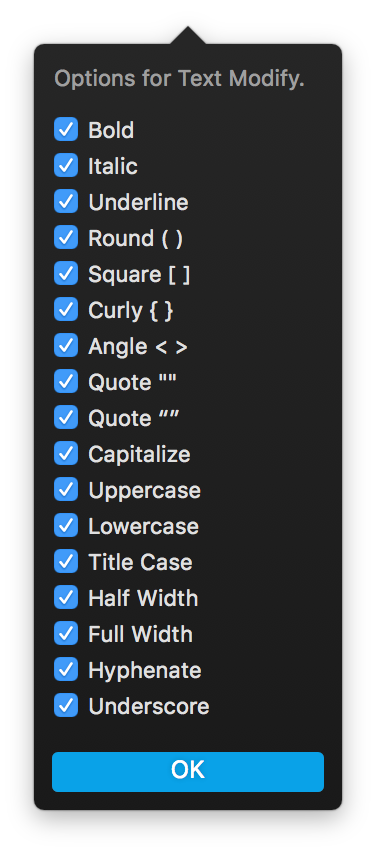 Options for Text Modify.
Bold
Italic
Underline
Round ( )
Square [ ]
Curly { }
Angle < >
Quote ""
Quote “”
Capitalize
Uppercase
Lowercase
Title Case
Half Width
Full Width
Hyphenate
Underscore
OK